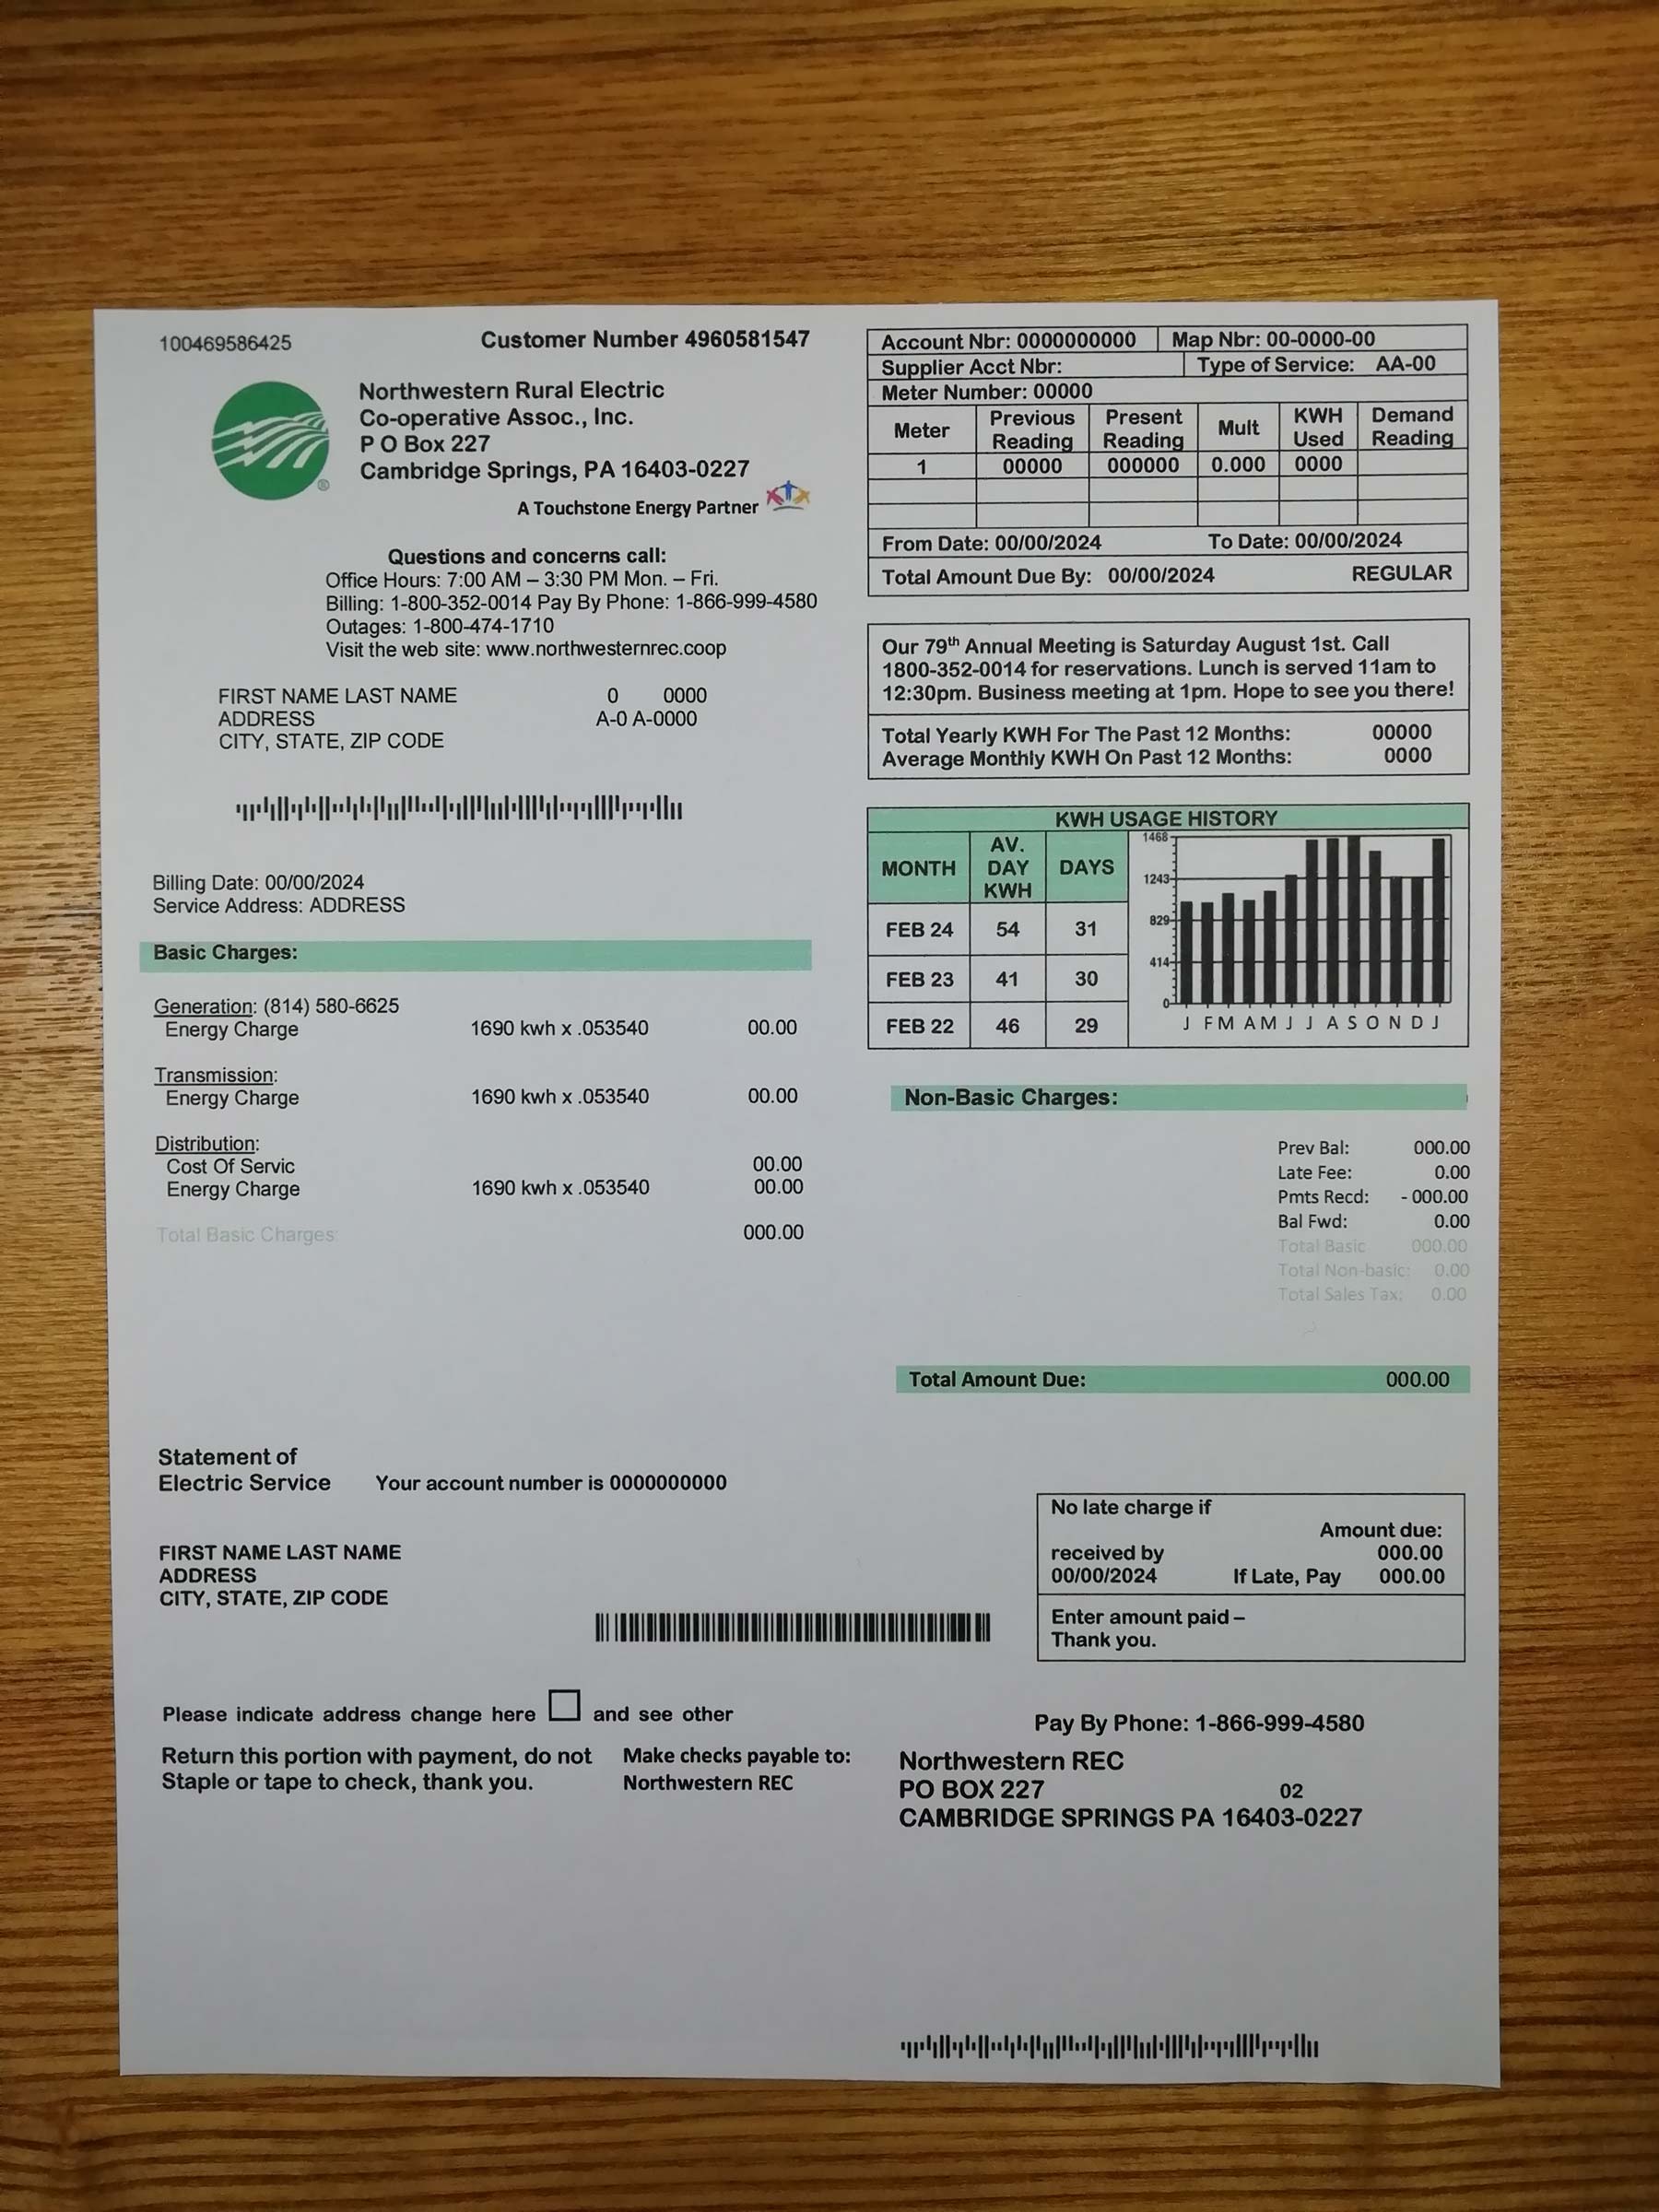 100469586425
Customer Number 4960581547
Northwestern Rural Electric
Co-operative Assoc., Inc.
P O Box 227
Cambridge Springs, PA 16403-0227
®
A Touchstone Energy Partner
Questions and concerns call:
Office Hours: 7:00 AM – 3:30 PM Mon. – Fri.
Billing: 1-800-352-0014 Pay By Phone: 1-866-999-4580
Outages: 1-800-474-1710
Visit the web site: www.northwesternrec.coop
FIRST NAME LAST NAME 0 0000
ADDRESS A-0 A-0000
CITY, STATE, ZIP CODE
Billing Date: 00/00/2024
Service Address: ADDRESS
Basic Charges:
Generation: (814) 580-6625
Energy Charge 1690 kwh x .053540 00.00
Transmission:
Energy Charge 1690 kwh x .053540 00.00
Distribution:
Cost Of Servic 00.00
Energy Charge 1690 kwh x .053540 00.00
Total Basic Charges: 000.00
Account Nbr: 0000000000 Map Nbr: 00-0000-00
Supplier Acct Nbr: Type of Service: AA-00
Meter Number: 00000
Meter Previous Reading Present Reading Mult KWH Used Demand Reading
1 00000 000000 0.000 0000
From Date: 00/00/2024 To Date: 00/00/2024
Total Amount Due By: 00/00/2024 REGULAR
Our 79th Annual Meeting is Saturday August 1st. Call
1800-352-0014 for reservations. Lunch is served 11am to
12:30pm. Business meeting at 1pm. Hope to see you there!
Total Yearly KWH For The Past 12 Months: 00000
Average Monthly KWH On Past 12 Months: 0000
KWH USAGE HISTORY
MONTH AV. DAY KWH DAYS
FEB 24 54 31
FEB 23 41 30
FEB 22 46 29
1468
1243
829
414
0
J F M A M J J A S O N D J
Non-Basic Charges:
Prev Bal: 000.00
Late Fee: 0.00
Pmts Recd: - 000.00
Bal Fwd: 0.00
Total Basic 000.00
Total Non-basic: 0.00
Total Sales Tax: 0.00
Total Amount Due: 000.00
Statement of
Electric Service Your account number is 0000000000
FIRST NAME LAST NAME
ADDRESS
CITY, STATE, ZIP CODE
No late charge if
Amount due:
received by 000.00
00/00/2024 If Late, Pay 000.00
Enter amount paid –
Thank you.
Please indicate address change here and see other
Return this portion with payment, do not
Staple or tape to check, thank you.
Make checks payable to:
Northwestern REC
Pay By Phone: 1-866-999-4580
Northwestern REC
PO BOX 227 02
CAMBRIDGE SPRINGS PA 16403-0227